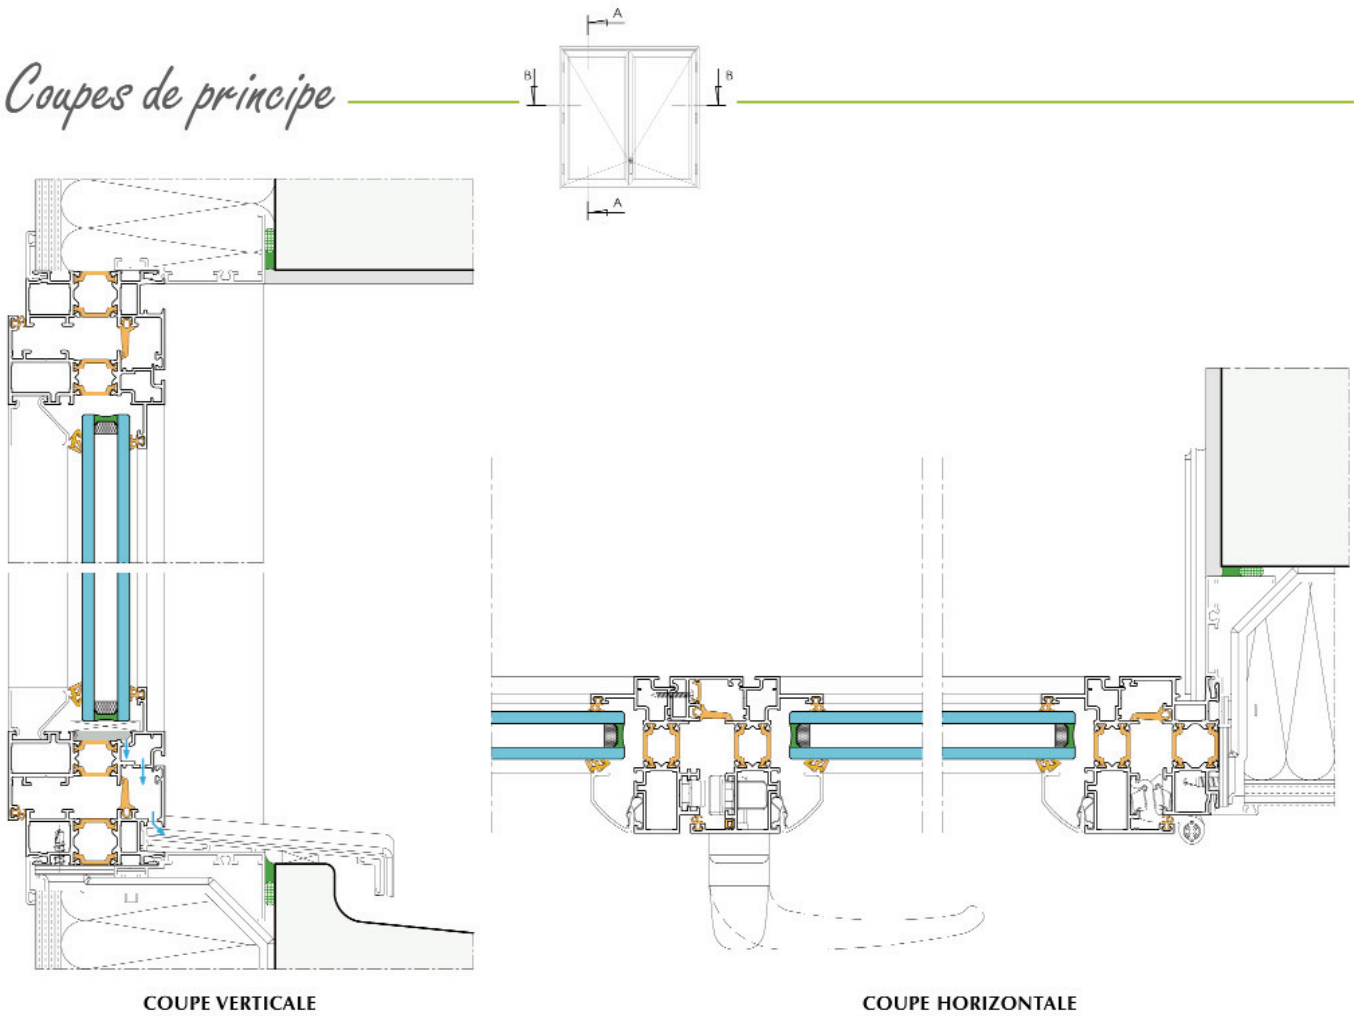 A
Coupes de principe
B B
A
COUPE VERTICALE
COUPE HORIZONTALE